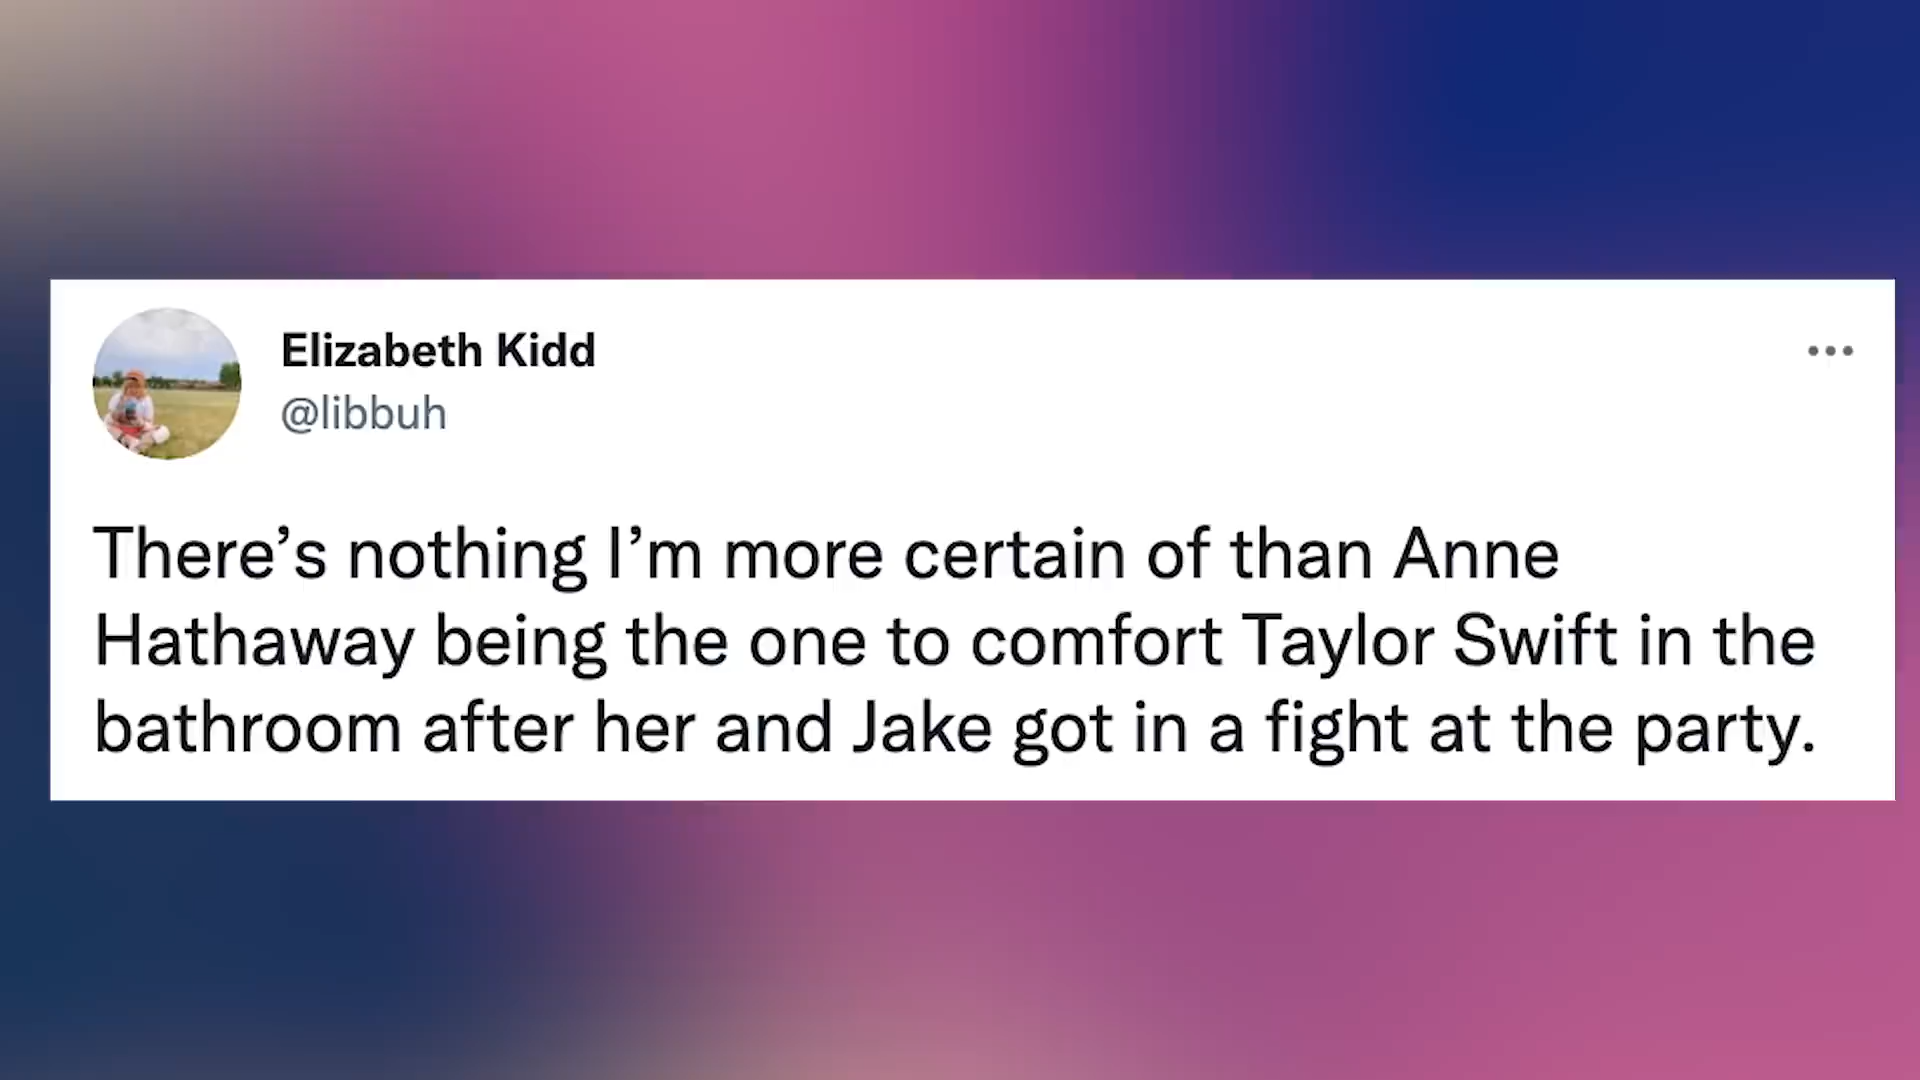 Elizabeth Kidd
@libbuh
There’s nothing I’m more certain of than Anne
Hathaway being the one to comfort Taylor Swift in the
bathroom after her and Jake got in a fight at the party.